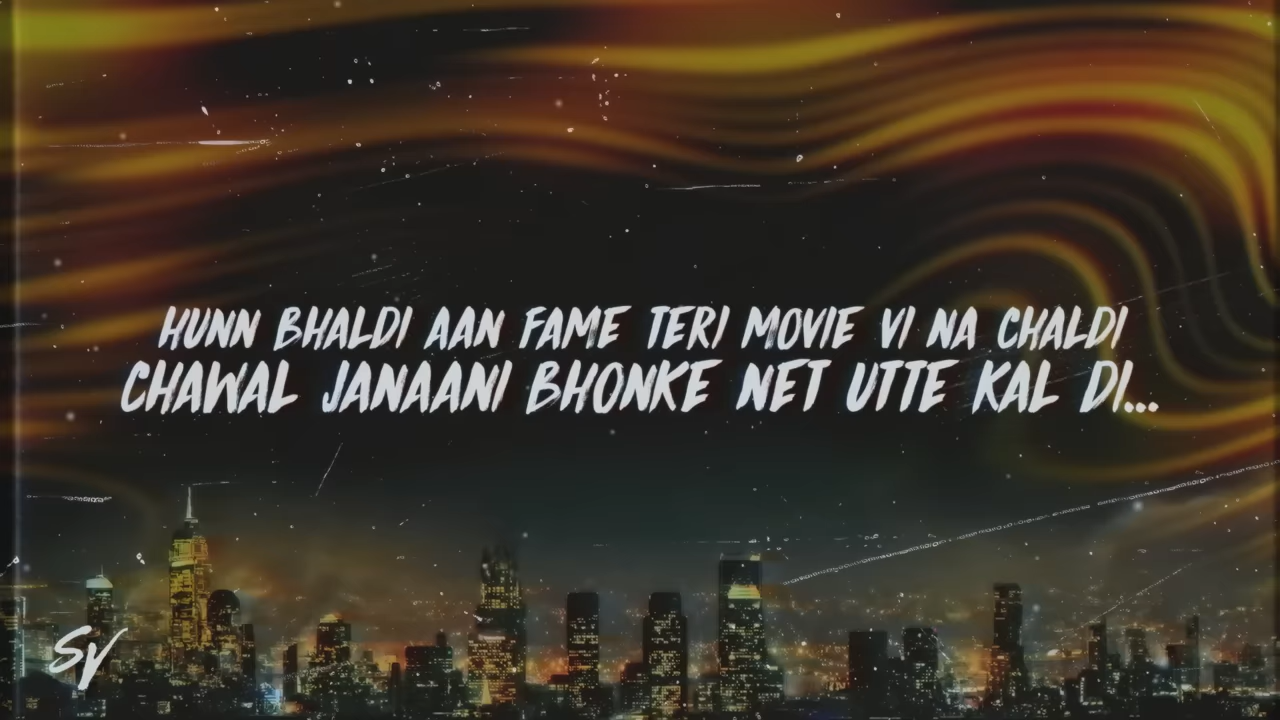 HUNN BHALDI AAN FAME TERI MOVIE VI NA CHALDI
CHAWAL JANAANI BHONKE NET UTTE KAL DI...
SV